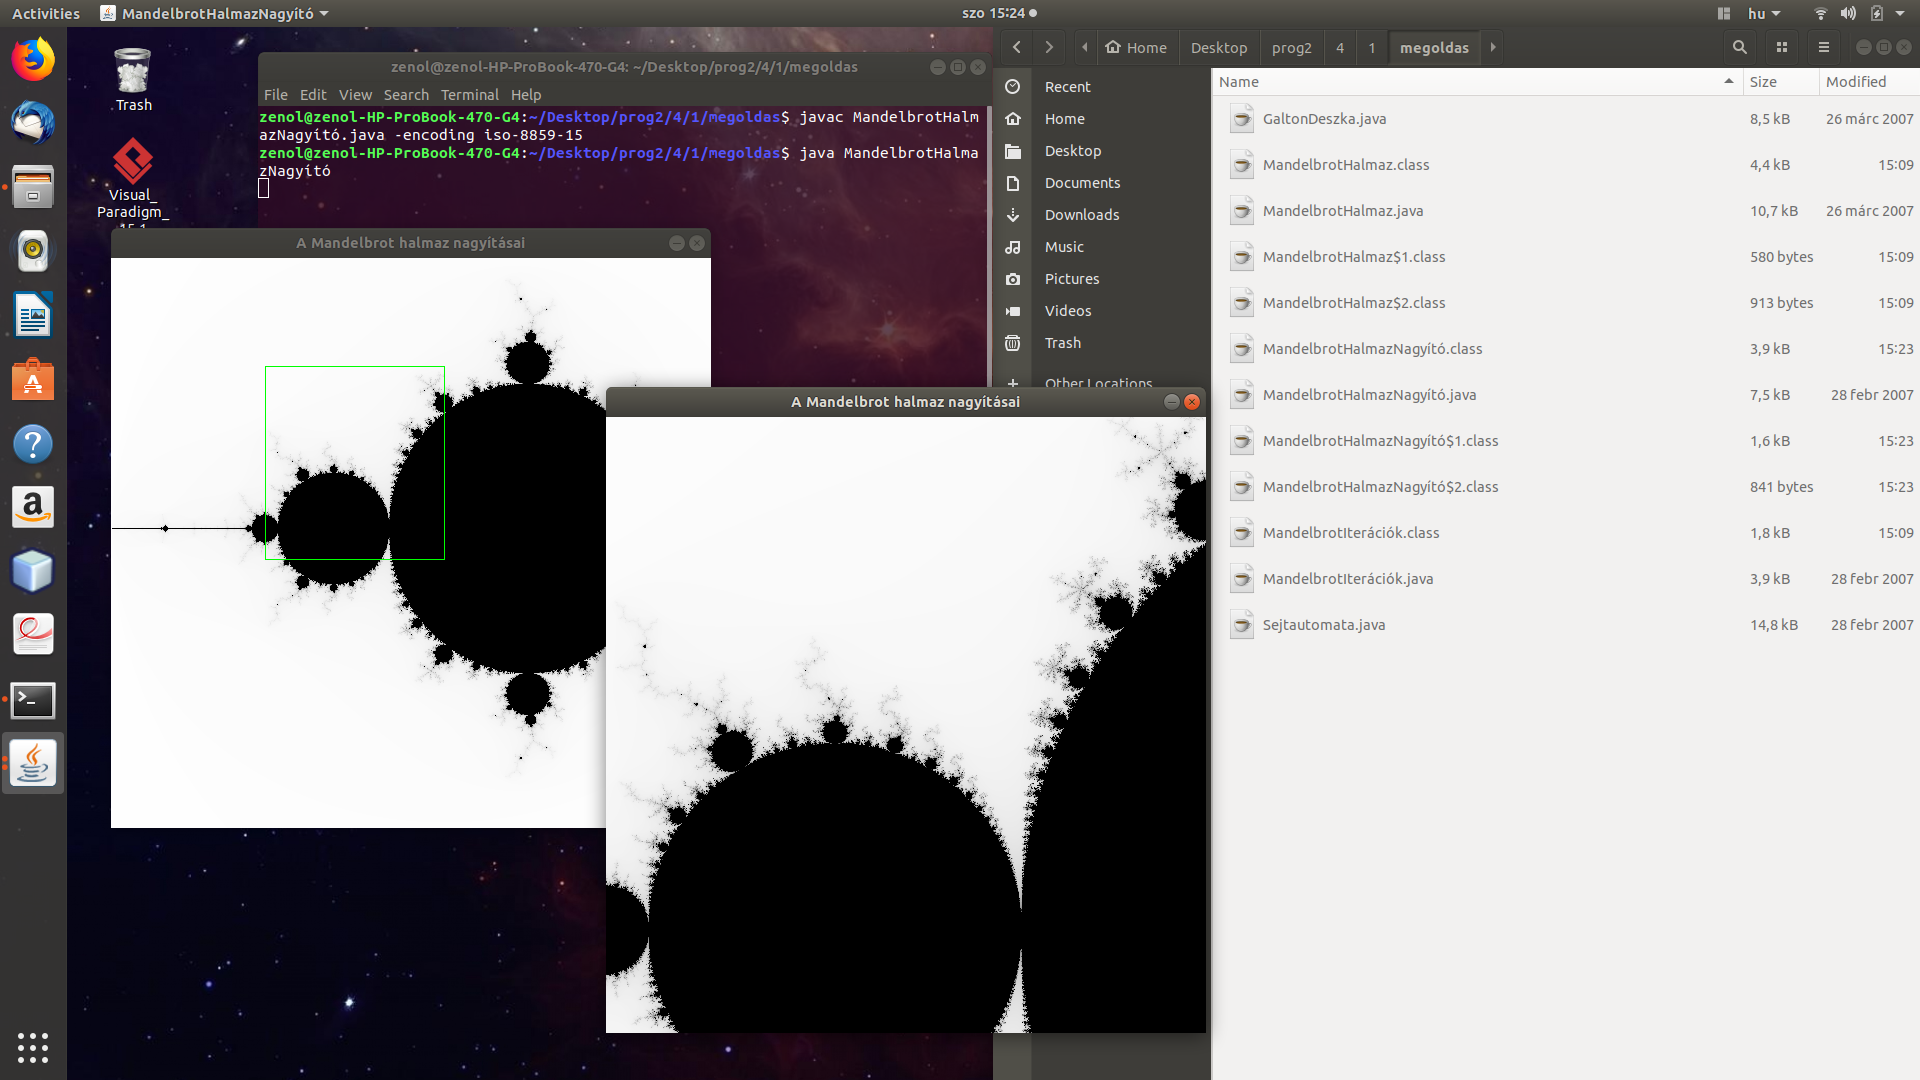 Activities
MandelbrotHalmazNagyító
szo 15:24
hu
Trash
Visual_
Paradigm_
zenol@zenol-HP-ProBook-470-G4: ~/Desktop/prog2/4/1/megoldas
File Edit View Search Terminal Help
zenol@zenol-HP-ProBook-470-G4:~/Desktop/prog2/4/1/megoldas$ javac MandelbrotHalm
azNagyító.java -encoding iso-8859-15
zenol@zenol-HP-ProBook-470-G4:~/Desktop/prog2/4/1/megoldas$ java MandelbrotHalma
zNagyító
A Mandelbrot halmaz nagyításai
A Mandelbrot halmaz nagyításai
Home Desktop prog2 4 1 megoldas
Recent
Home
Desktop
Documents
Downloads
Music
Pictures
Videos
Trash
Other Locations
Name Size Modified
GaltonDeszka.java 8,5 kB 26 márc 2007
MandelbrotHalmaz.class 4,4 kB 15:09
MandelbrotHalmaz.java 10,7 kB 26 márc 2007
MandelbrotHalmaz$1.class 580 bytes 15:09
MandelbrotHalmaz$2.class 913 bytes 15:09
MandelbrotHalmazNagyító.class 3,9 kB 15:23
MandelbrotHalmazNagyító.java 7,5 kB 28 febr 2007
MandelbrotHalmazNagyító$1.class 1,6 kB 15:23
MandelbrotHalmazNagyító$2.class 841 bytes 15:23
MandelbrotIterációk.class 1,8 kB 15:09
MandelbrotIterációk.java 3,9 kB 28 febr 2007
Sejtautomata.java 14,8 kB 28 febr 2007